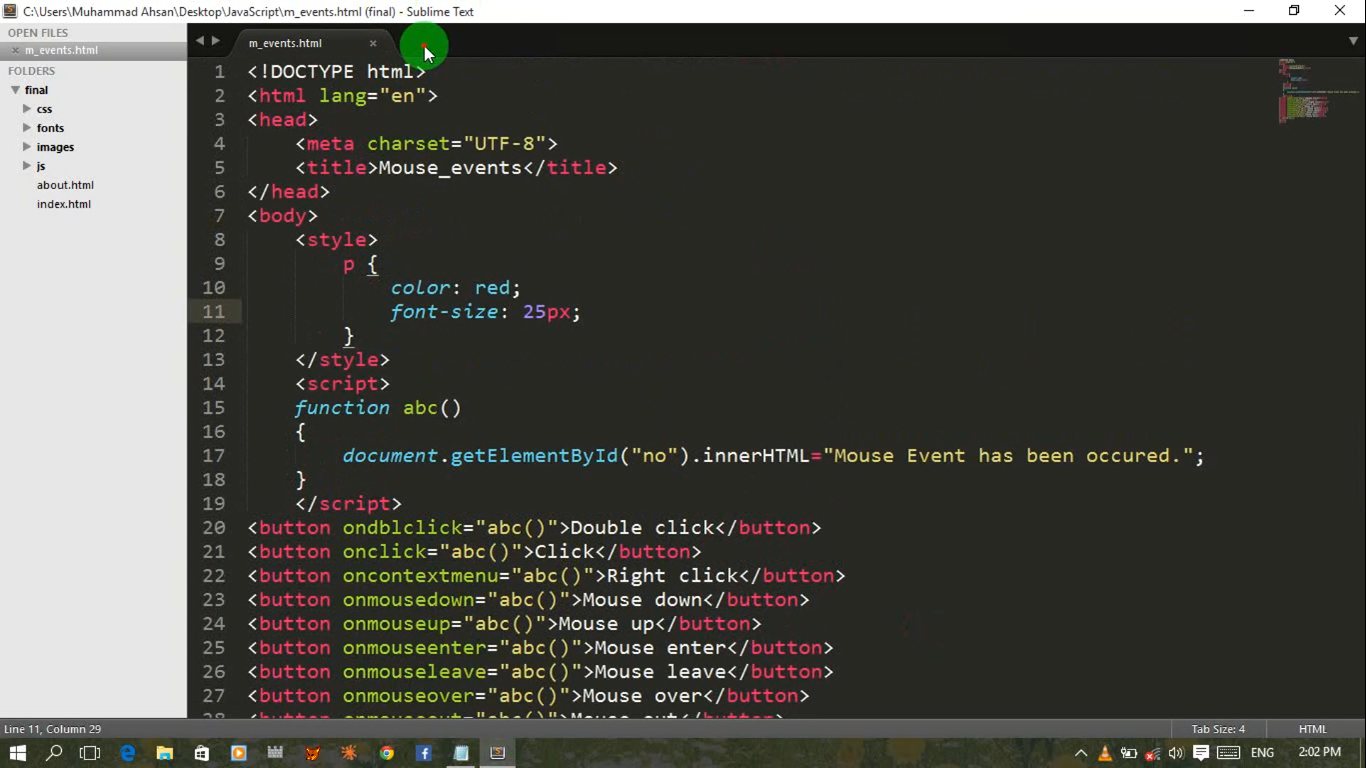 C:\Users\Muhammad Ahsan\Desktop\JavaScript\m_events.html (final) - Sublime Text
OPEN FILES
m_events.html
FOLDERS
final
css
fonts
images
js
about.html
index.html
m_events.html
1 <!DOCTYPE html>
2 <html lang="en">
3 <head>
4 <meta charset="UTF-8">
5 <title>Mouse_events</title>
6 </head>
7 <body>
8 <style>
9 p {
10 color: red;
11 font-size: 25px;
12 }
13 </style>
14 <script>
15 function abc()
16 {
17 document.getElementById("no").innerHTML="Mouse Event has been occured.";
18 }
19 </script>
20 <button ondblclick="abc()">Double click</button>
21 <button onclick="abc()">Click</button>
22 <button oncontextmenu="abc()">Right click</button>
23 <button onmousedown="abc()">Mouse down</button>
24 <button onmouseup="abc()">Mouse up</button>
25 <button onmouseenter="abc()">Mouse enter</button>
26 <button onmouseleave="abc()">Mouse leave</button>
27 <button onmouseover="abc()">Mouse over</button>
28 <button onmouseout="abc()">Mouse out</button>
Line 11, Column 29
Tab Size: 4
HTML
ENG
2:02 PM